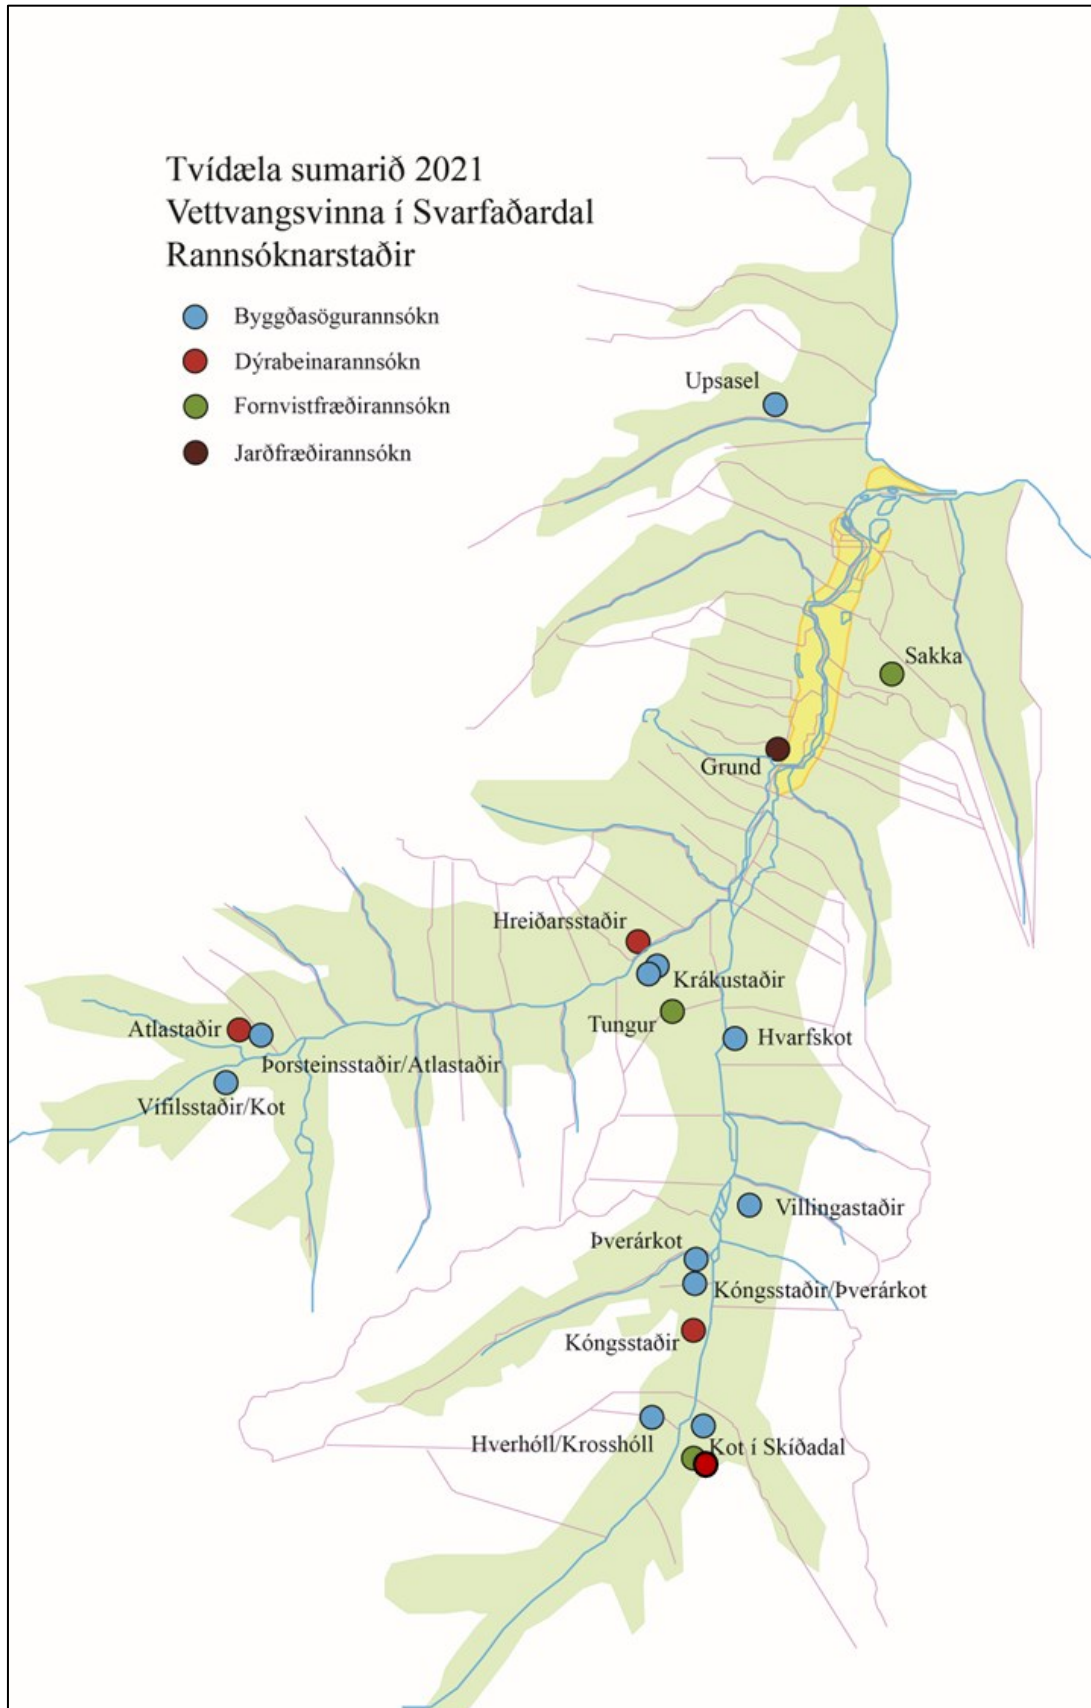 Tvídæla sumarið 2021
Vettvangsvinna í Svarfaðardal
Rannsóknarstaðir
Byggðasögurannsókn
Dýrabeinarannsókn
Fornvistfræðirannsókn
Jarðfræðirannsókn
Upsasel
Sakka
Grund
Hreiðarsstaðir
Krákustaðir
Tungur
Hvarfskot
Atlastaðir
Þorsteinsstaðir/Atlastaðir
Vífilsstaðir/Kot
Villingastaðir
Þverárkot
Kóngsstaðir/Þverárkot
Kóngsstaðir
Hverhóll/Krosshóll
Kot í Skíðadal